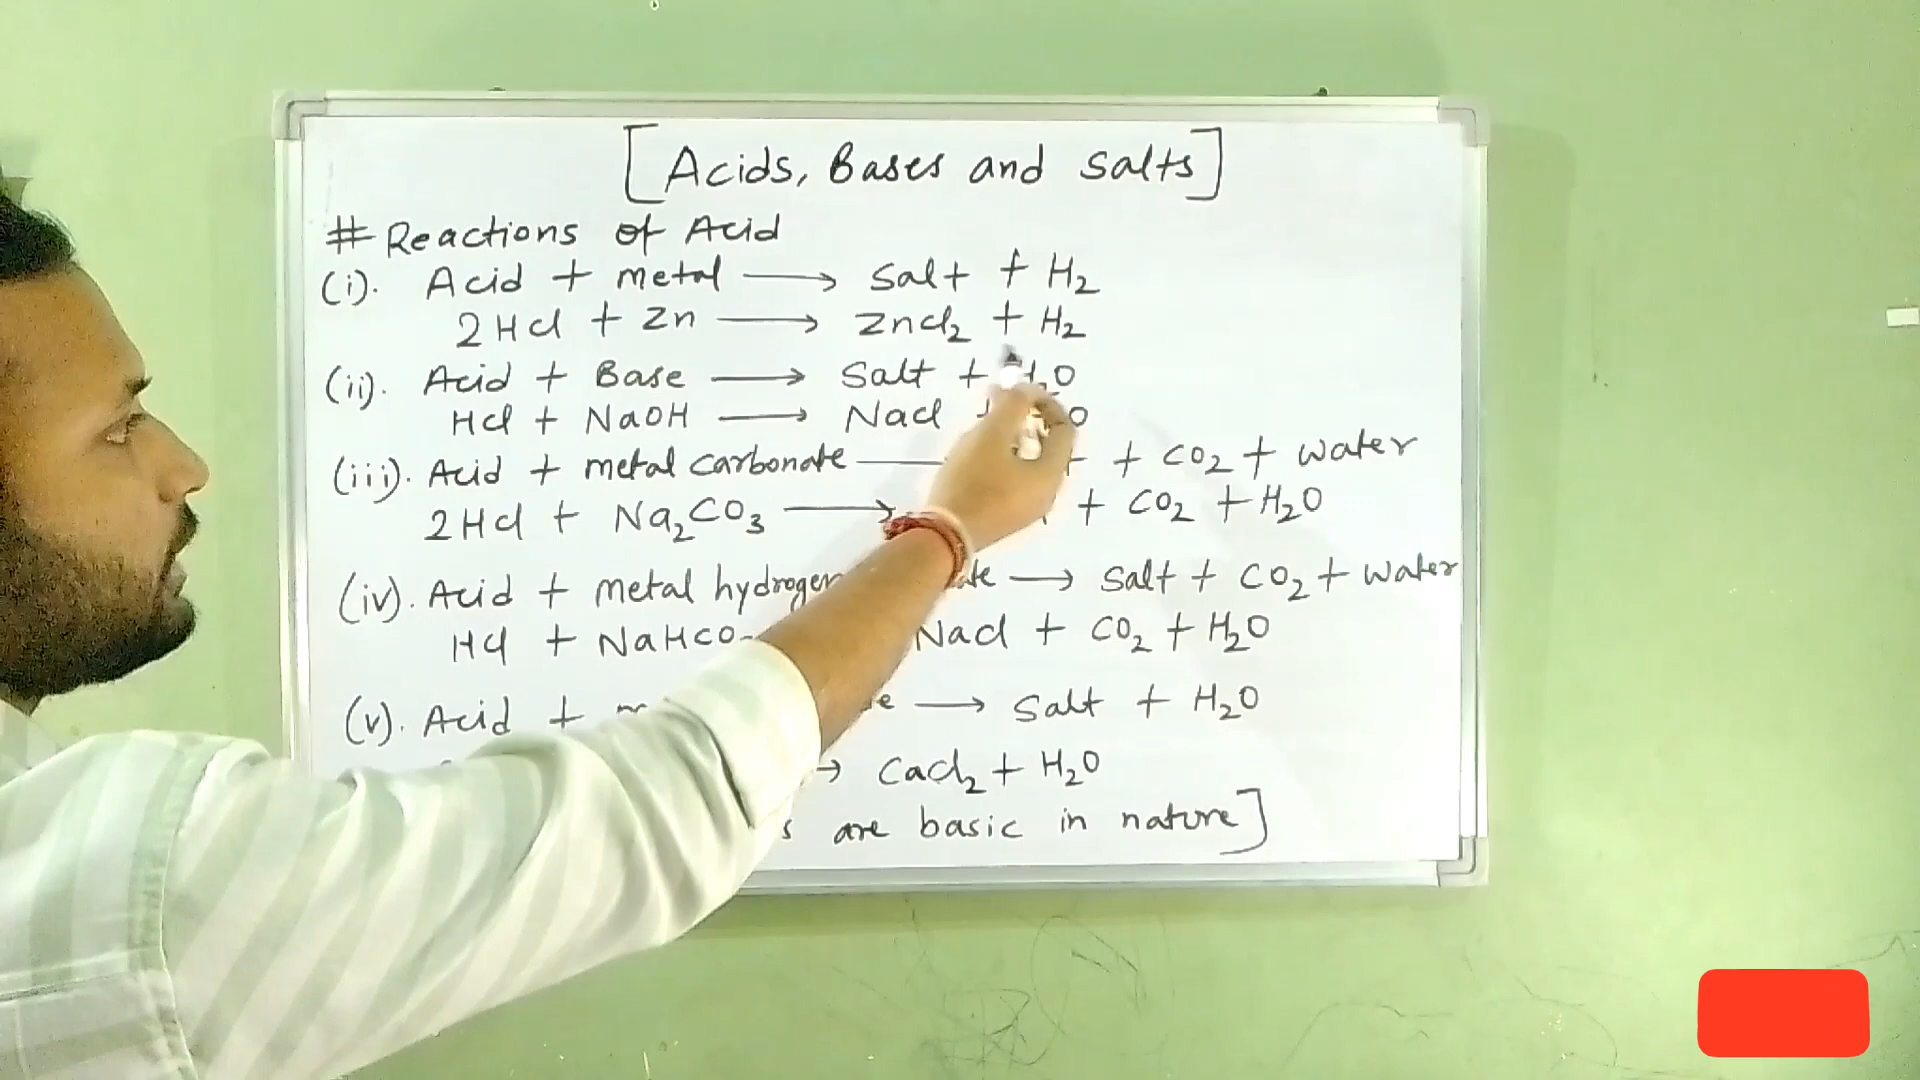 [Acids, Bases and Salts]
# Reactions of Acid
(i). Acid + metal ⟶ Salt + H₂
2HCl + Zn ⟶ ZnCl₂ + H₂
(ii). Acid + Base ⟶ Salt + H₂O
HCl + NaOH ⟶ NaCl +
(iii). Acid + metal carbonate + CO₂ + water
2HCl + Na₂CO₃ ⟶ + CO₂ + H₂O
(iv). Acid + metal ⟶ Salt + CO₂ + water
HCl + NaCl + CO₂ + H₂O
(v). Acid + ⟶ Salt + H₂O
→ CaCl₂ + H₂O
are basic in nature]